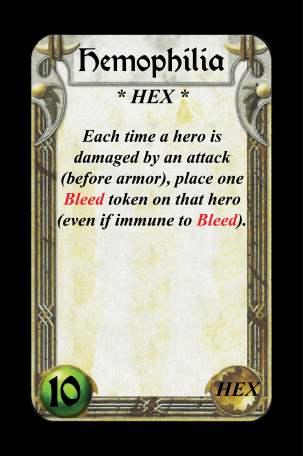 Hemophilia
* HEX *
Each time a hero is
damaged by an attack
(before armor), place one
Bleed token on that hero
(even if immune to Bleed).
10
HEX